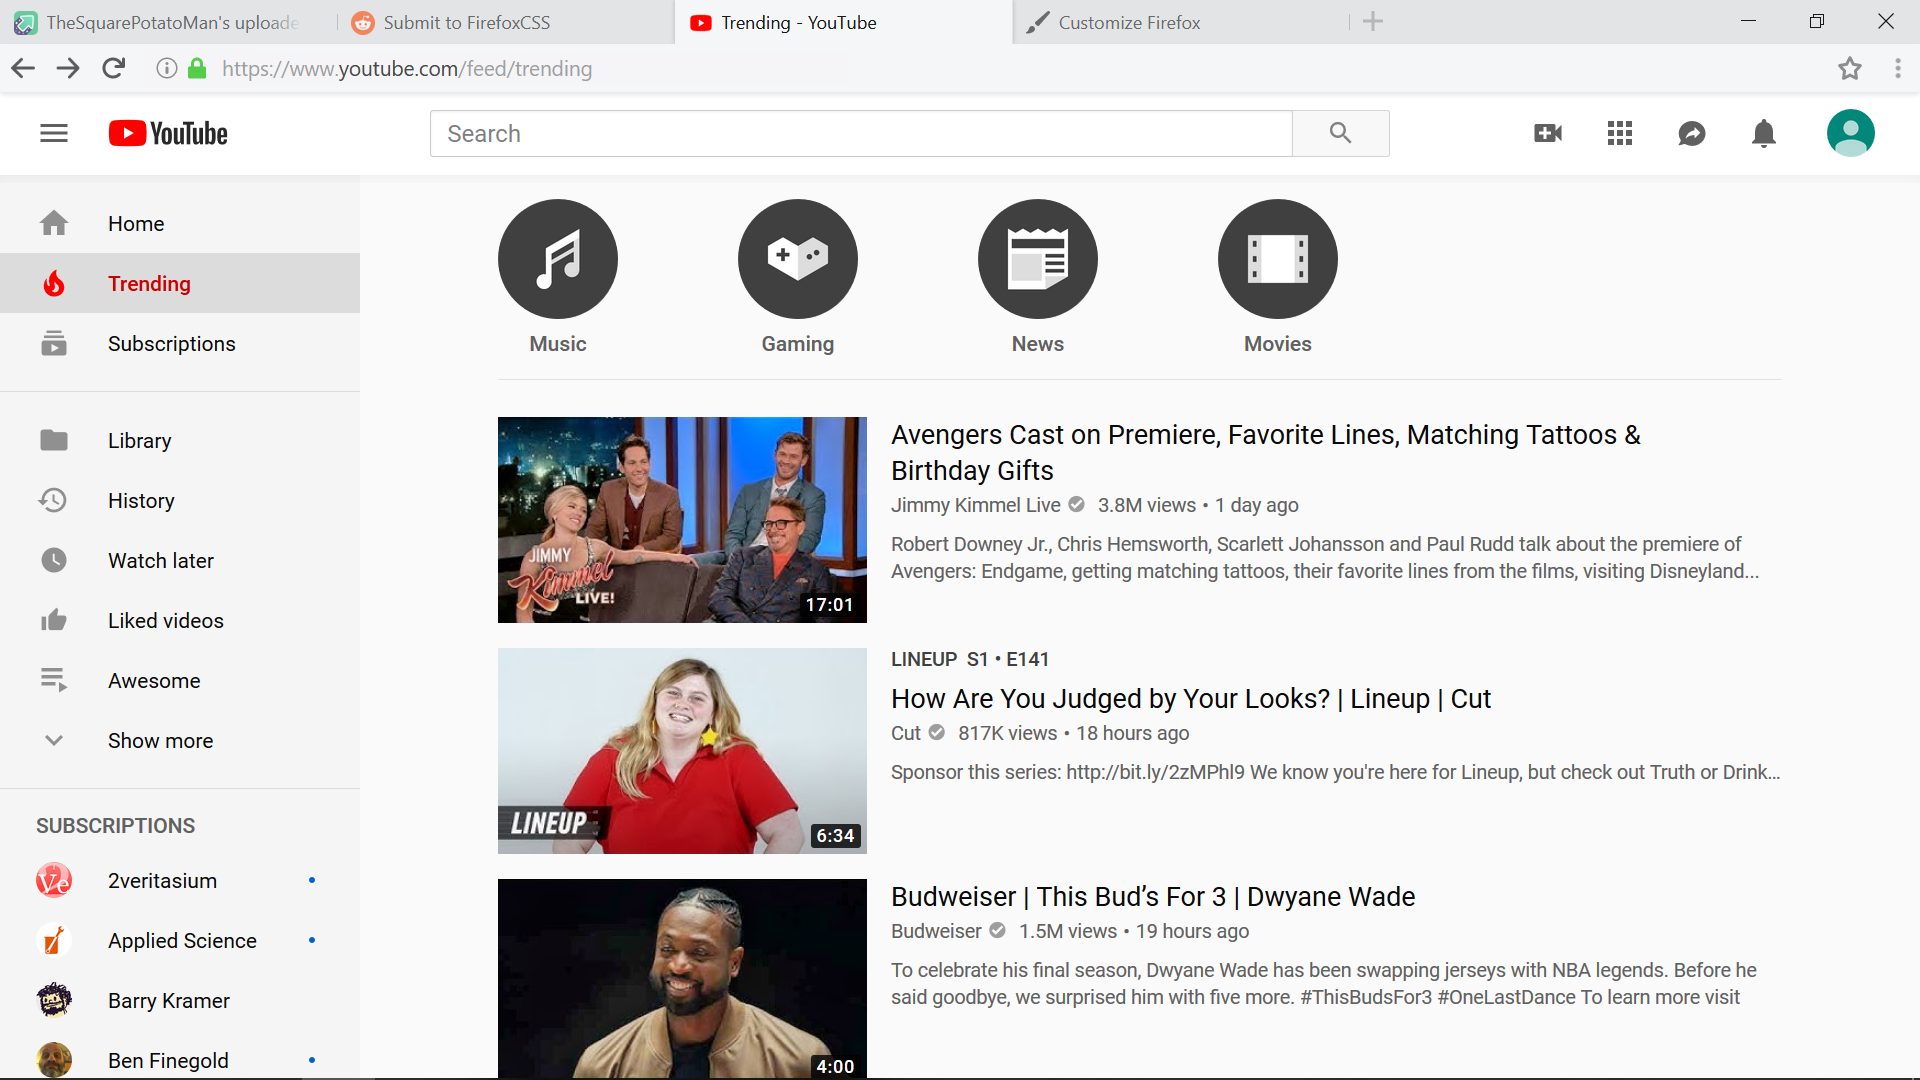 TheSquarePotatoMan's uploade
Submit to FirefoxCSS
Trending - YouTube
Customize Firefox
https://www.youtube.com/feed/trending
YouTube
Search
Home
Trending
Subscriptions
Library
History
Watch later
Liked videos
Awesome
Show more
SUBSCRIPTIONS
Ve
2veritasium
Applied Science
Barry Kramer
Ben Finegold
Music
Gaming
News
Movies
JIMMY
Kimmel
LIVE!
17:01
Avengers Cast on Premiere, Favorite Lines, Matching Tattoos &
Birthday Gifts
Jimmy Kimmel Live 3.8M views • 1 day ago
Robert Downey Jr., Chris Hemsworth, Scarlett Johansson and Paul Rudd talk about the premiere of
Avengers: Endgame, getting matching tattoos, their favorite lines from the films, visiting Disneyland...
LINEUP
6:34
LINEUP S1 • E141
How Are You Judged by Your Looks? | Lineup | Cut
Cut 817K views • 18 hours ago
Sponsor this series: http://bit.ly/2zMPhl9 We know you're here for Lineup, but check out Truth or Drink...
4:00
Budweiser | This Bud’s For 3 | Dwyane Wade
Budweiser 1.5M views • 19 hours ago
To celebrate his final season, Dwyane Wade has been swapping jerseys with NBA legends. Before he
said goodbye, we surprised him with five more. #ThisBudsFor3 #OneLastDance To learn more visit